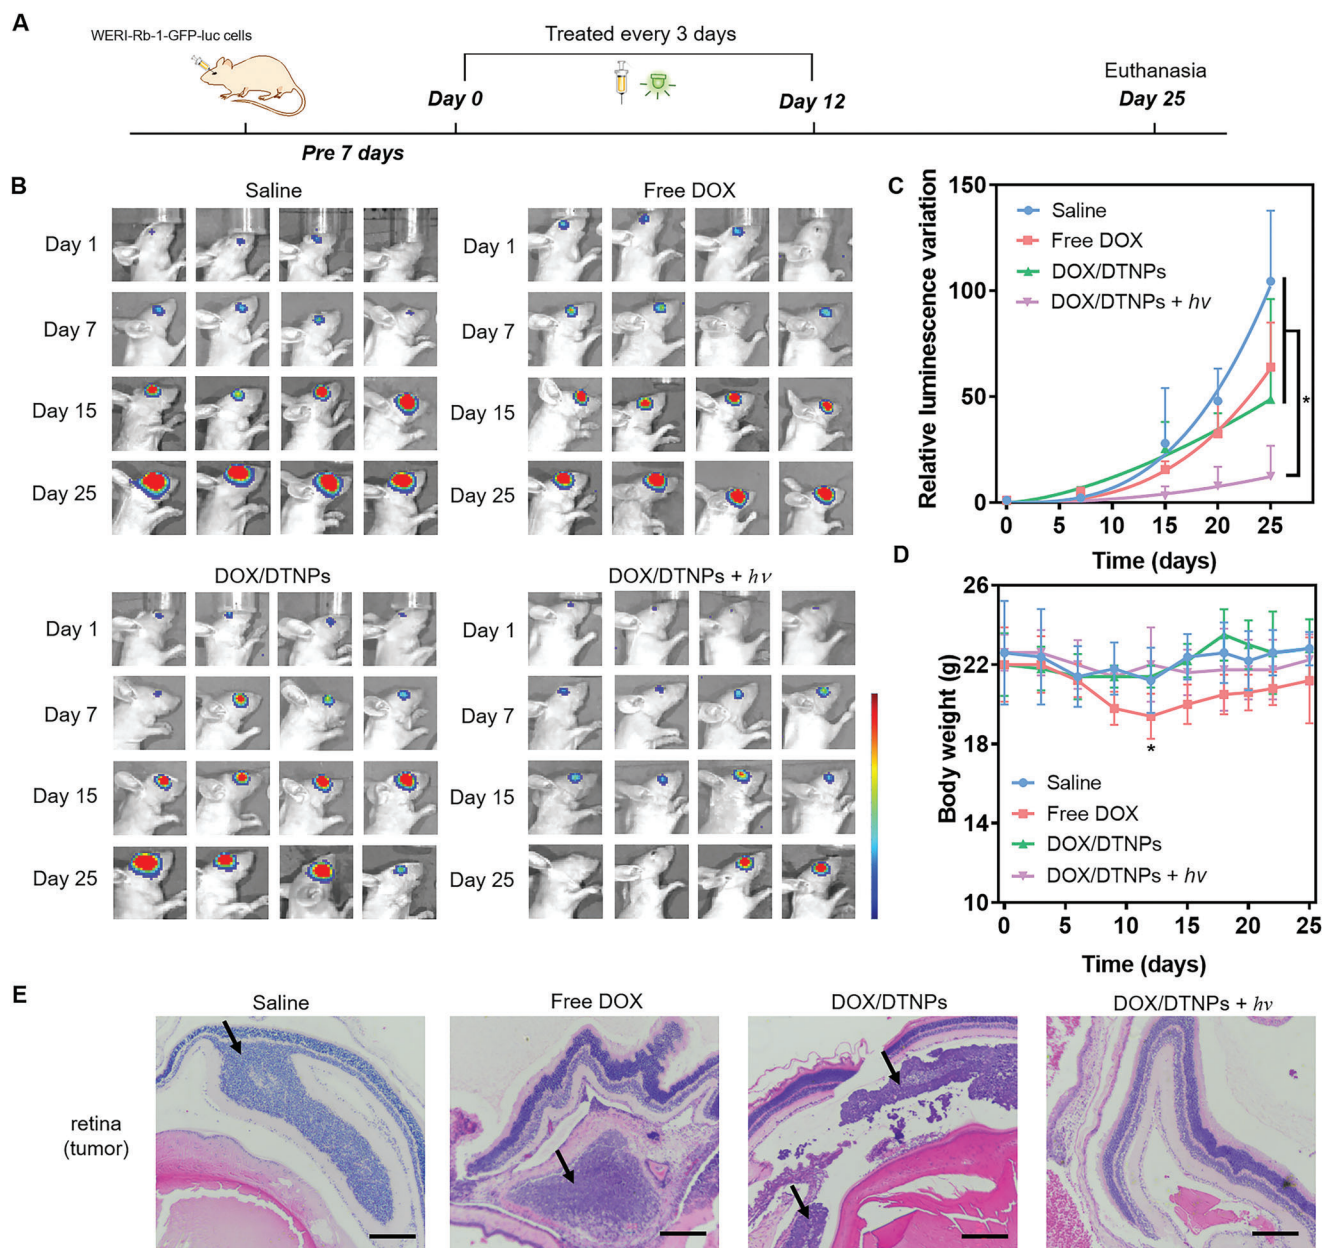 A
WERI-Rb-1-GFP-luc cells
Treated every 3 days
Day 0
Day 12
Euthanasia
Day 25
Pre 7 days
B
Saline
Free DOX
Day 1
Day 1
Day 7
Day 7
Day 15
Day 15
Day 25
Day 25
DOX/DTNPs
DOX/DTNPs + hν
Day 1
Day 1
Day 7
Day 7
Day 15
Day 15
Day 25
Day 25
C
Relative luminescence variation
150
100
50
0
Saline
Free DOX
DOX/DTNPs
DOX/DTNPs + hν
*
0 5 10 15 20 25
Time (days)
D
Body weight (g)
26
22
18
14
10
*
Saline
Free DOX
DOX/DTNPs
DOX/DTNPs + hν
0 5 10 15 20 25
Time (days)
E
Saline
Free DOX
DOX/DTNPs
DOX/DTNPs + hν
retina
(tumor)